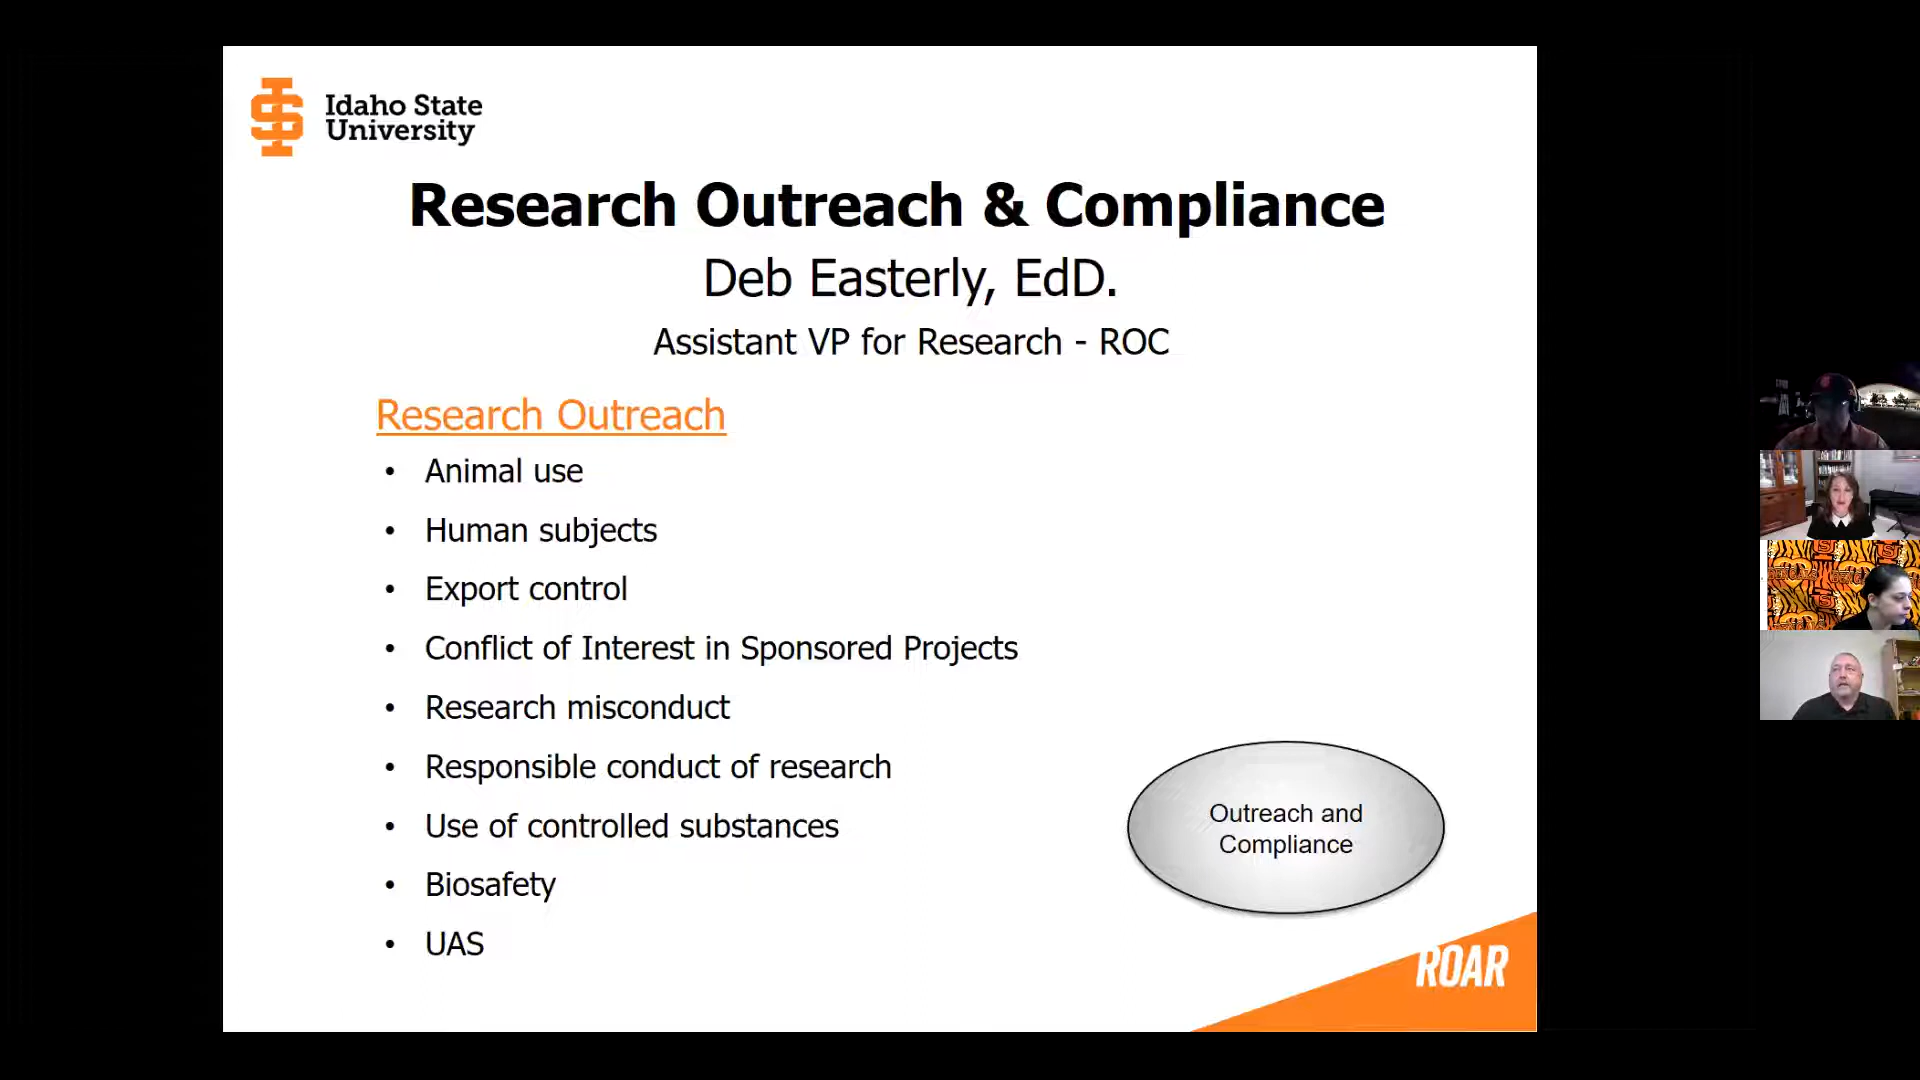 Idaho State
University
Research Outreach & Compliance
Deb Easterly, EdD.
Assistant VP for Research - ROC
Research Outreach
• Animal use
• Human subjects
• Export control
• Conflict of Interest in Sponsored Projects
• Research misconduct
• Responsible conduct of research
• Use of controlled substances
• Biosafety
• UAS
Outreach and
Compliance
ROAR